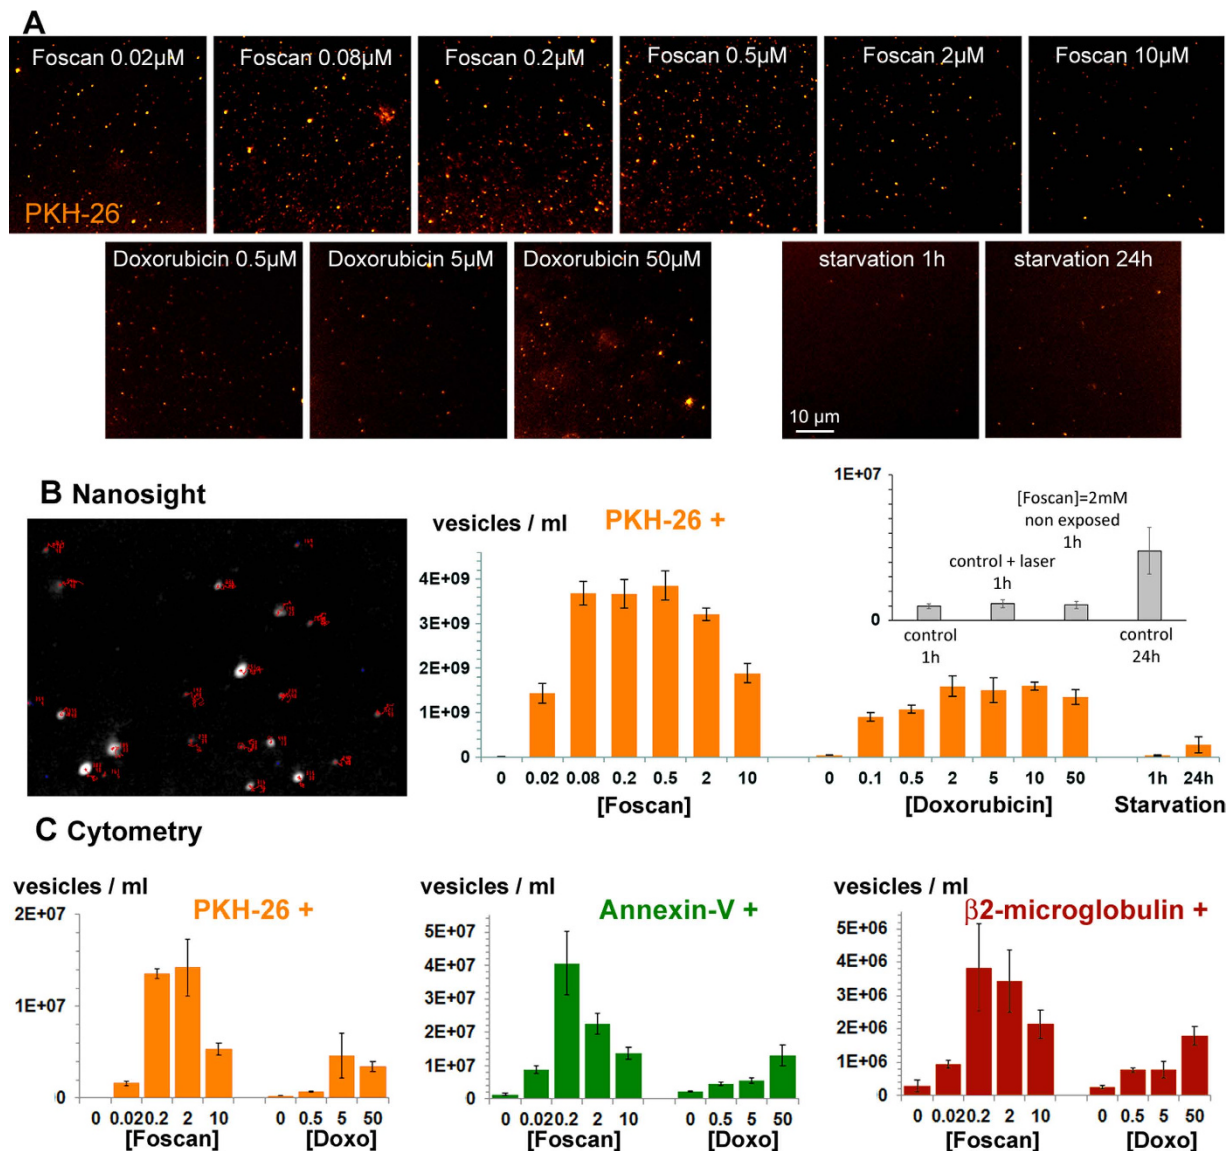 A
Foscan 0.02µM
Foscan 0.08µM
Foscan 0.2µM
Foscan 0.5µM
Foscan 2µM
Foscan 10µM
PKH-26
Doxorubicin 0.5µM
Doxorubicin 5µM
Doxorubicin 50µM
starvation 1h
starvation 24h
10 µm
B Nanosight
vesicles / ml
PKH-26 +
4E+09
3E+09
2E+09
1E+09
0
0 0.02 0.08 0.2 0.5 2 10
[Foscan]
0 0.1 0.5 2 5 10 50
[Doxorubicin]
1h 24h
Starvation
1E+07
0
[Foscan]=2mM
non exposed
1h
control + laser
1h
control
1h
control
24h
C Cytometry
vesicles / ml
PKH-26 +
2E+07
1E+07
0
0 0.02 0.2 2 10
[Foscan]
0 0.5 5 50
[Doxo]
vesicles / ml
Annexin-V +
5E+07
4E+07
3E+07
2E+07
1E+07
0
0 0.02 0.2 2 10
[Foscan]
0 0.5 5 50
[Doxo]
vesicles / ml
β2-microglobulin +
5E+06
4E+06
3E+06
2E+06
1E+06
0
0 0.02 0.2 2 10
[Foscan]
0 0.5 5 50
[Doxo]